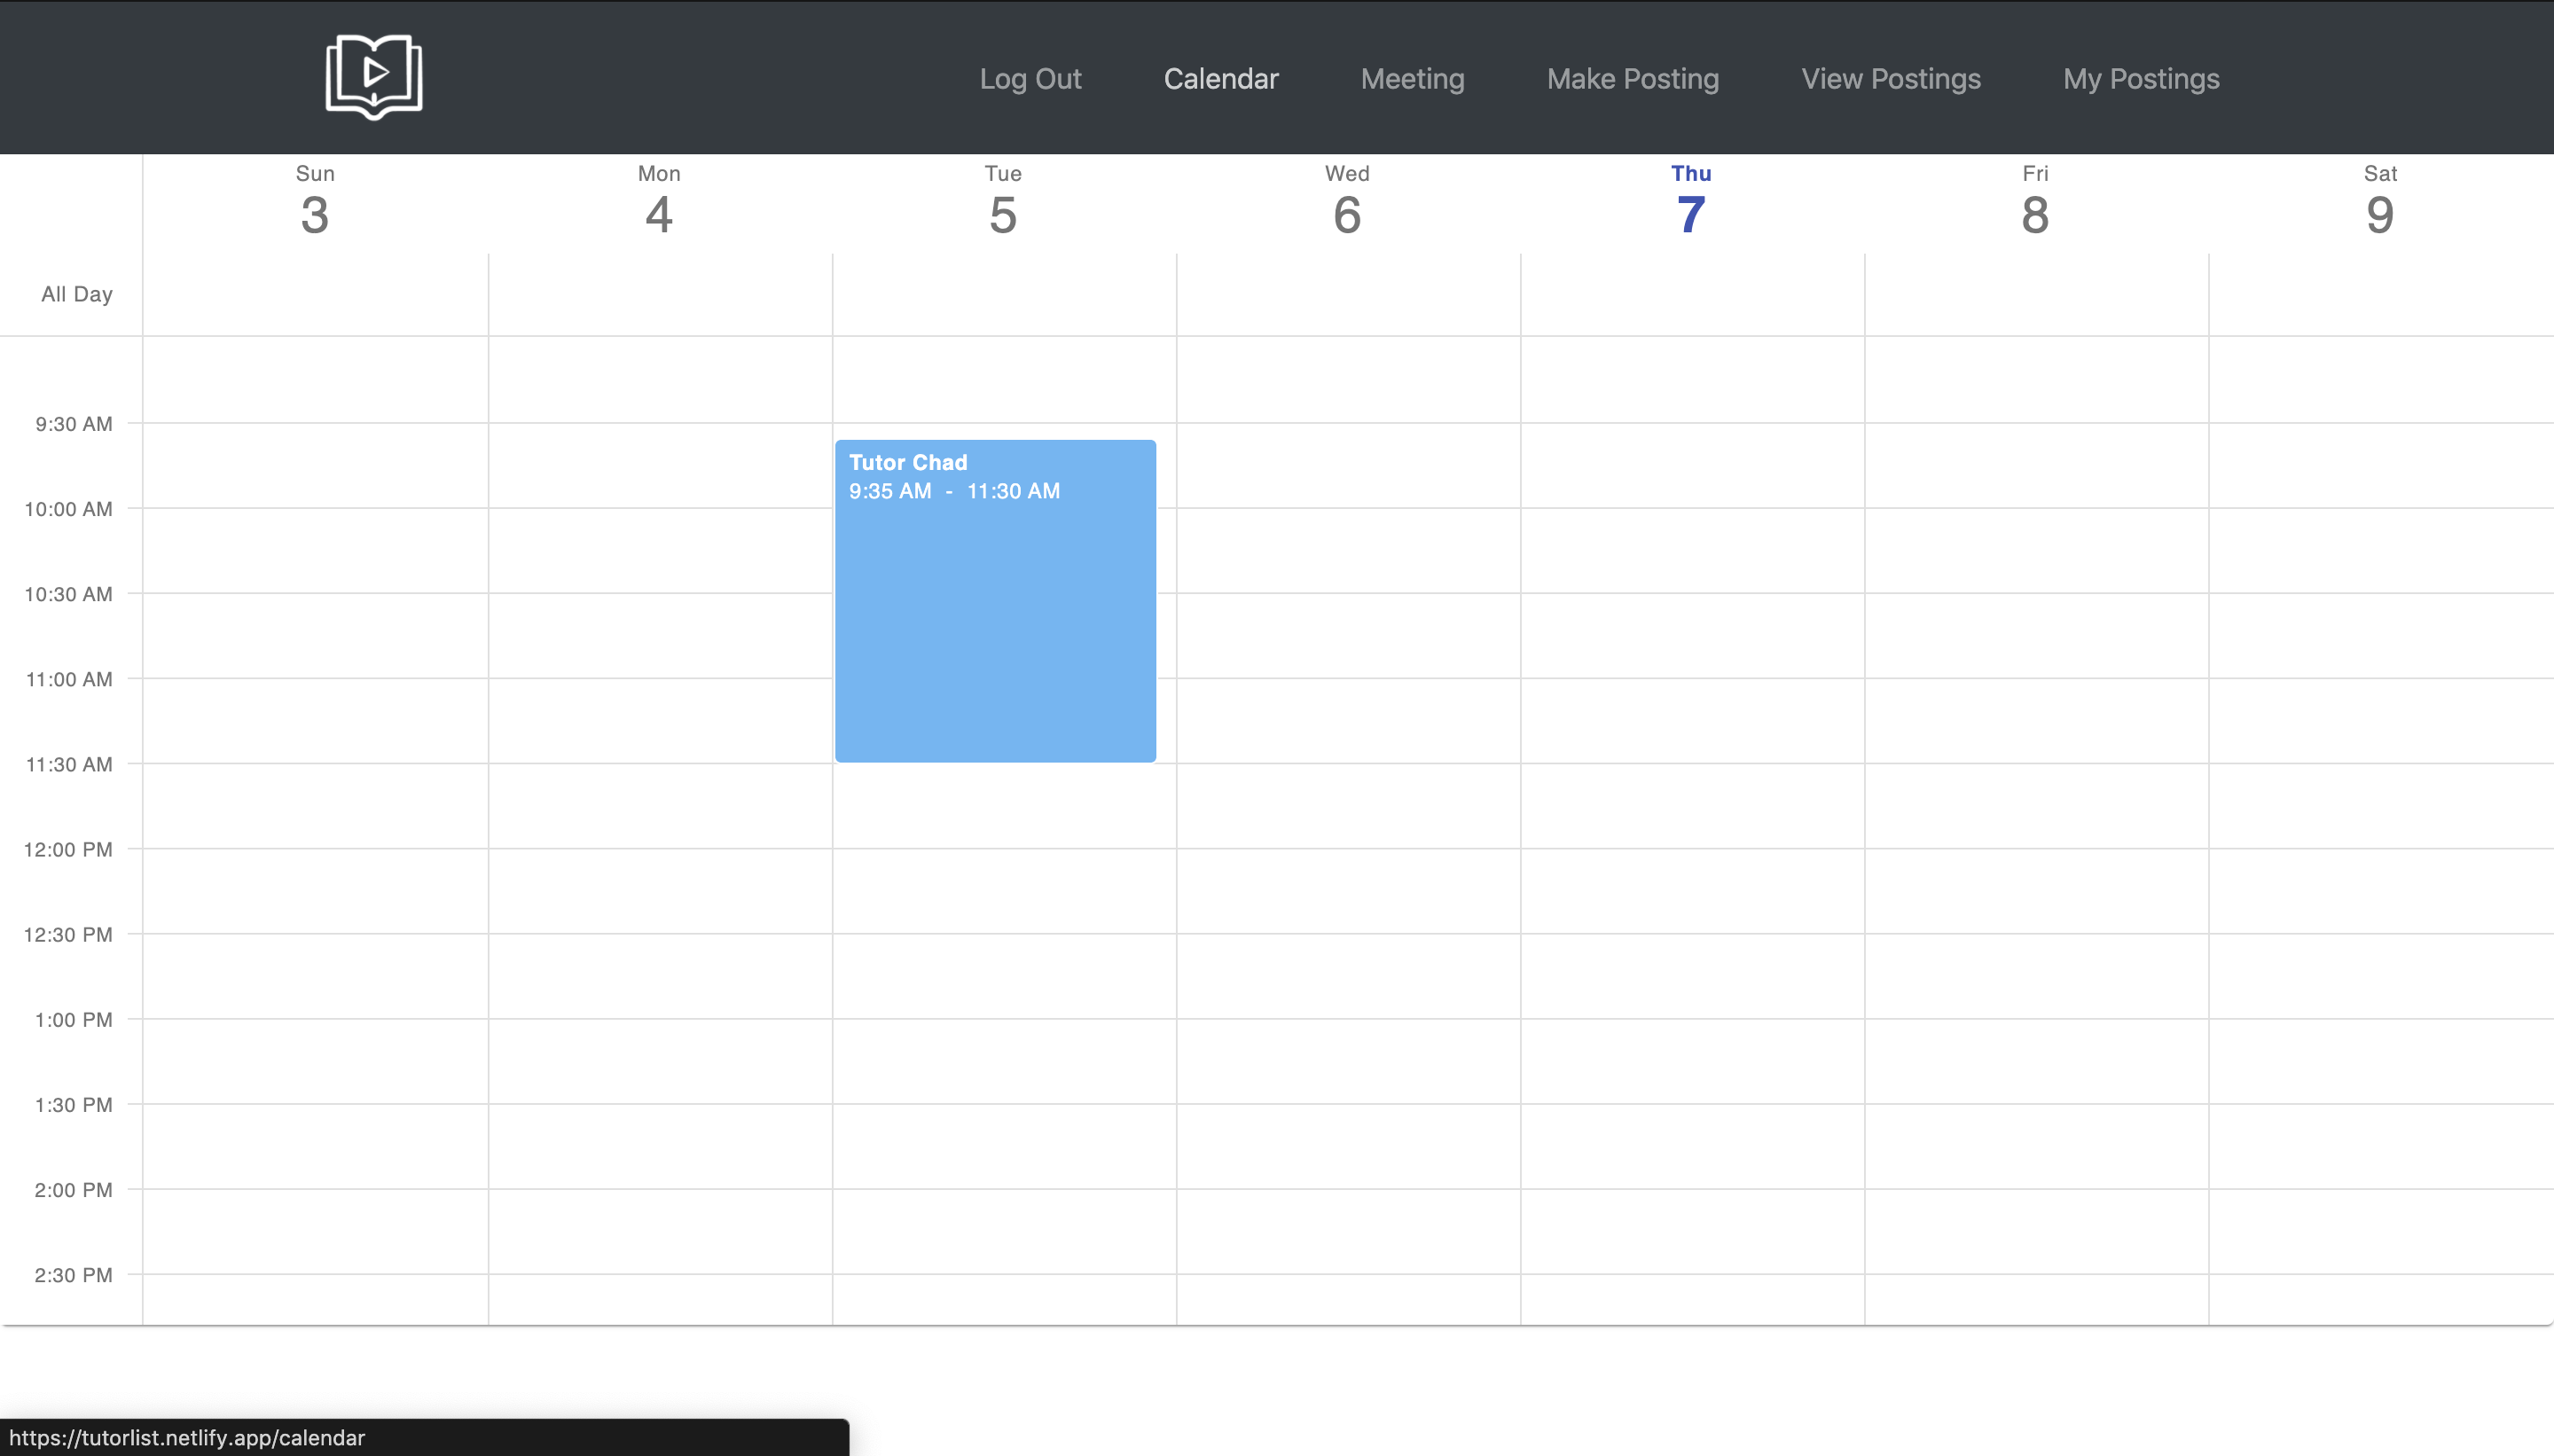 Log Out Calendar Meeting Make Posting View Postings My Postings
Sun Mon Tue Wed Thu Fri Sat
3 4 5 6 7 8 9
All Day
9:30 AM
Tutor Chad
9:35 AM - 11:30 AM
10:00 AM
10:30 AM
11:00 AM
11:30 AM
12:00 PM
12:30 PM
1:00 PM
1:30 PM
2:00 PM
2:30 PM
https://tutorlist.netlify.app/calendar